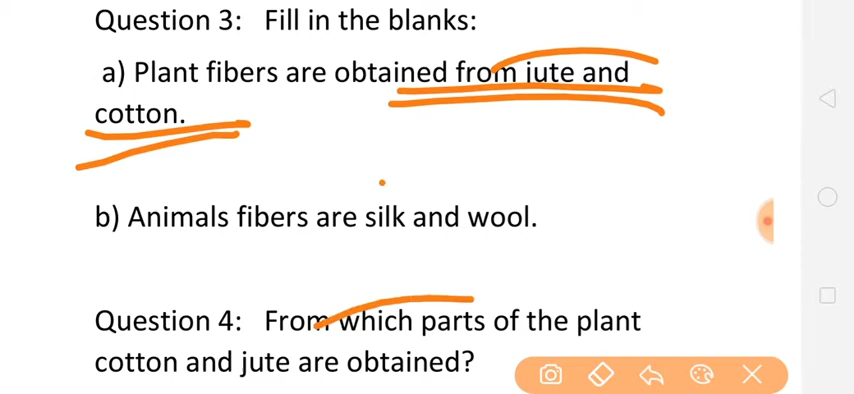 Question 3: Fill in the blanks:
a) Plant fibers are obtained from jute and
cotton.
b) Animals fibers are silk and wool.
Question 4: From which parts of the plant
cotton and jute are obtained?